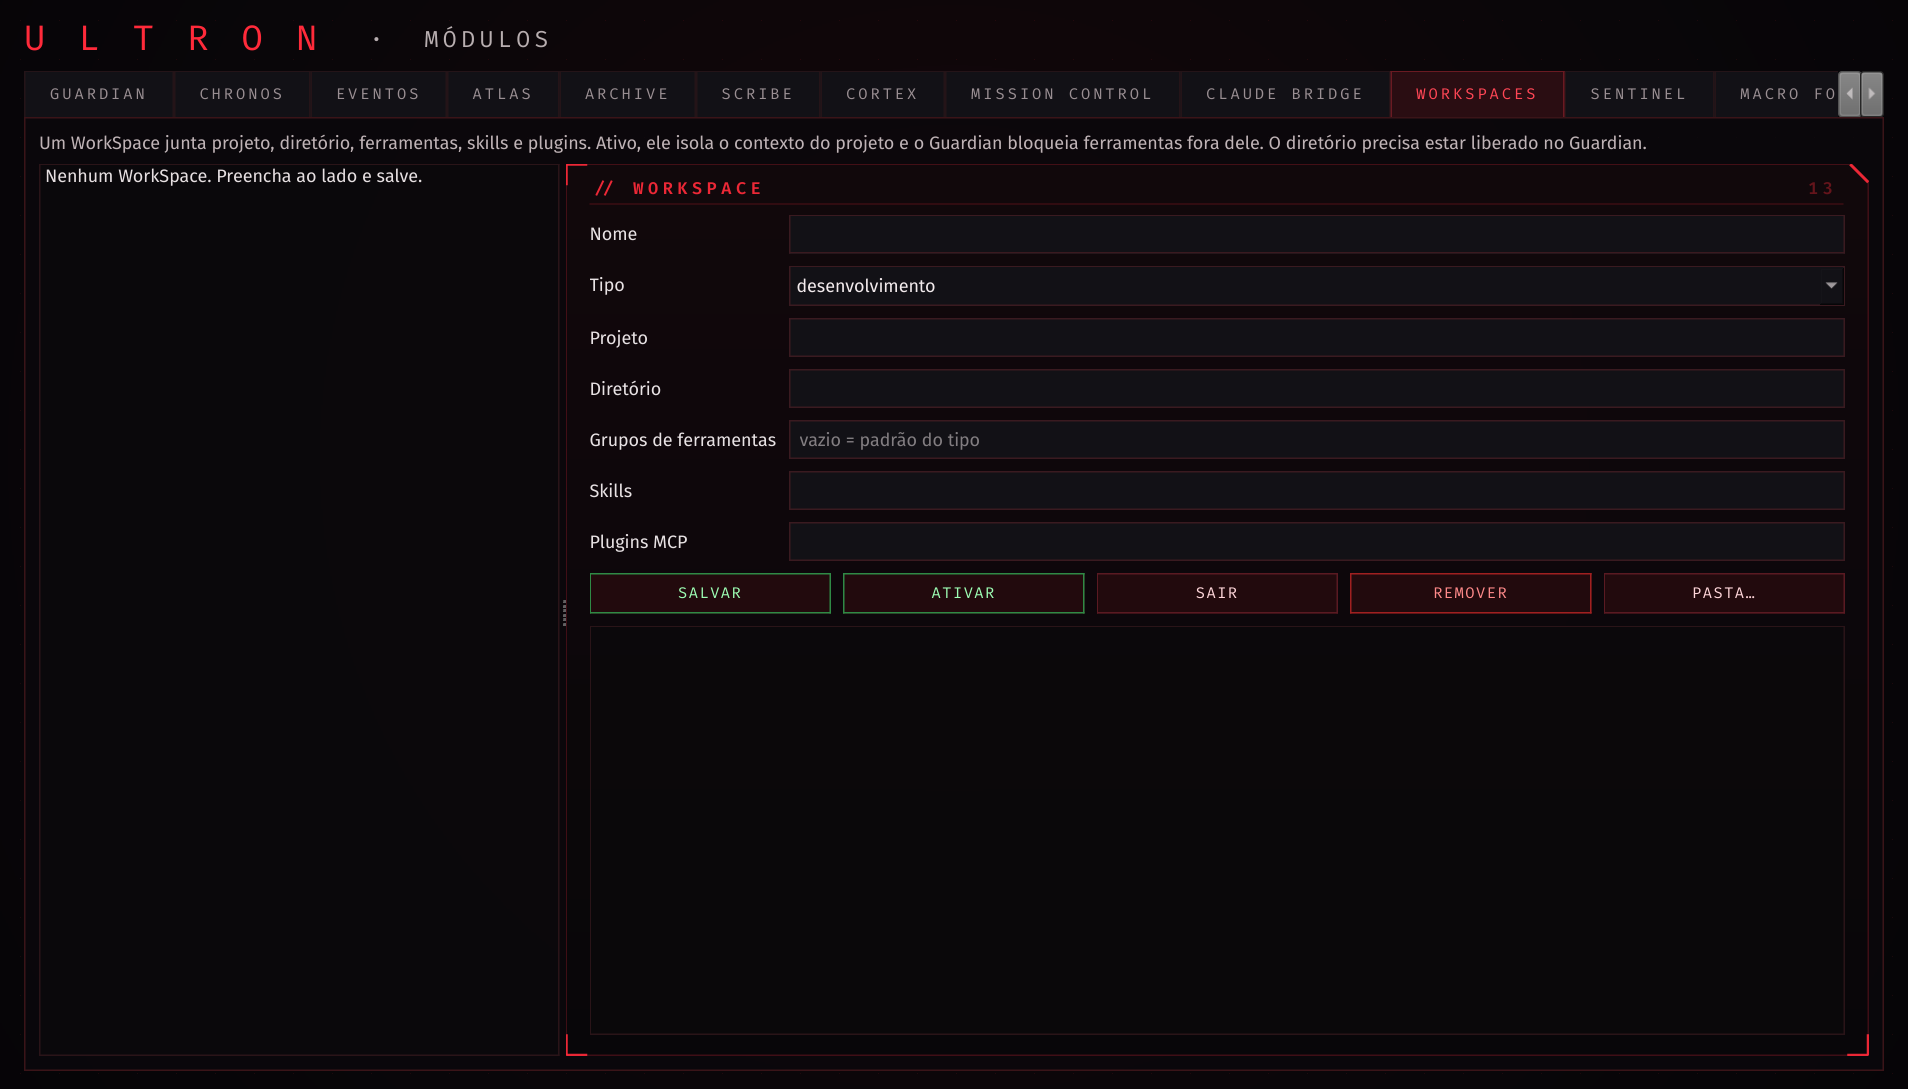 ULTRON · MÓDULOS
GUARDIAN CHRONOS EVENTOS ATLAS ARCHIVE SCRIBE CORTEX MISSION CONTROL CLAUDE BRIDGE WORKSPACES SENTINEL MACRO FO
Um WorkSpace junta projeto, diretório, ferramentas, skills e plugins. Ativo, ele isola o contexto do projeto e o Guardian bloqueia ferramentas fora dele. O diretório precisa estar liberado no Guardian.
Nenhum WorkSpace. Preencha ao lado e salve.
// WORKSPACE 13
Nome
Tipo desenvolvimento
Projeto
Diretório
Grupos de ferramentas vazio = padrão do tipo
Skills
Plugins MCP
SALVAR ATIVAR SAIR REMOVER PASTA…